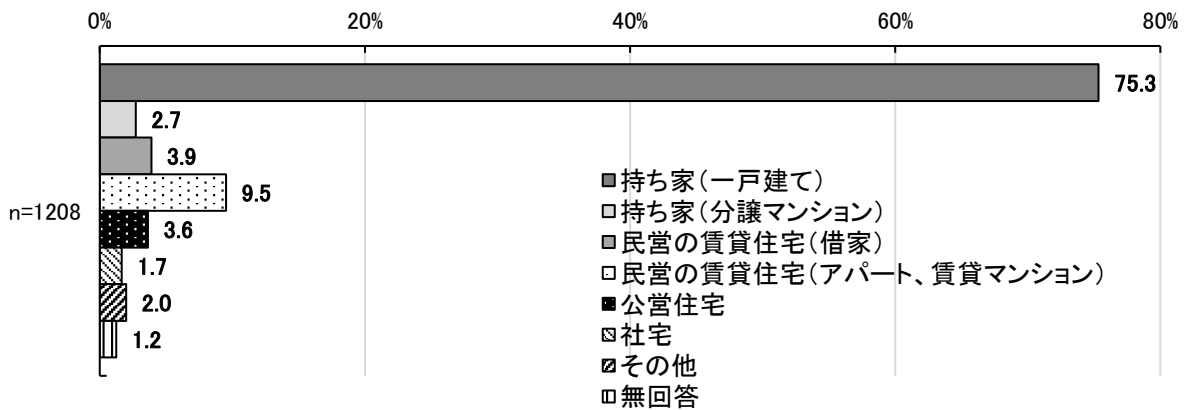 0% 20% 40% 60% 80%
75.3
2.7
3.9
9.5
3.6
1.7
2.0
1.2
n=1208
持ち家(一戸建て)
持ち家(分譲マンション)
民営の賃貸住宅(借家)
民営の賃貸住宅(アパート、賃貸マンション)
公営住宅
社宅
その他
無回答